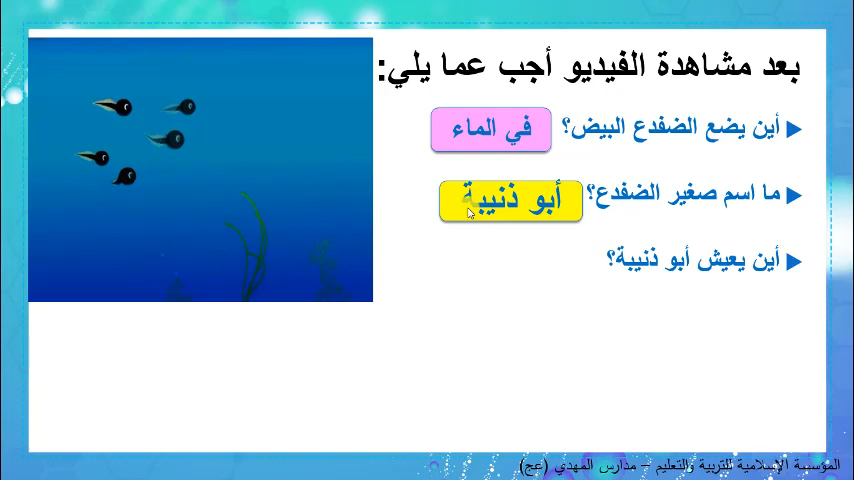 بعد مشاهدة الفيديو أجب عما يلي:
أين يضع الضفدع البيض؟ في الماء
ما اسم صغير الضفدع؟ أبو ذنيبة
أين يعيش أبو ذنيبة؟
المؤسسة الإسلامية للتربية والتعليم – مدارس المهدي (عج)